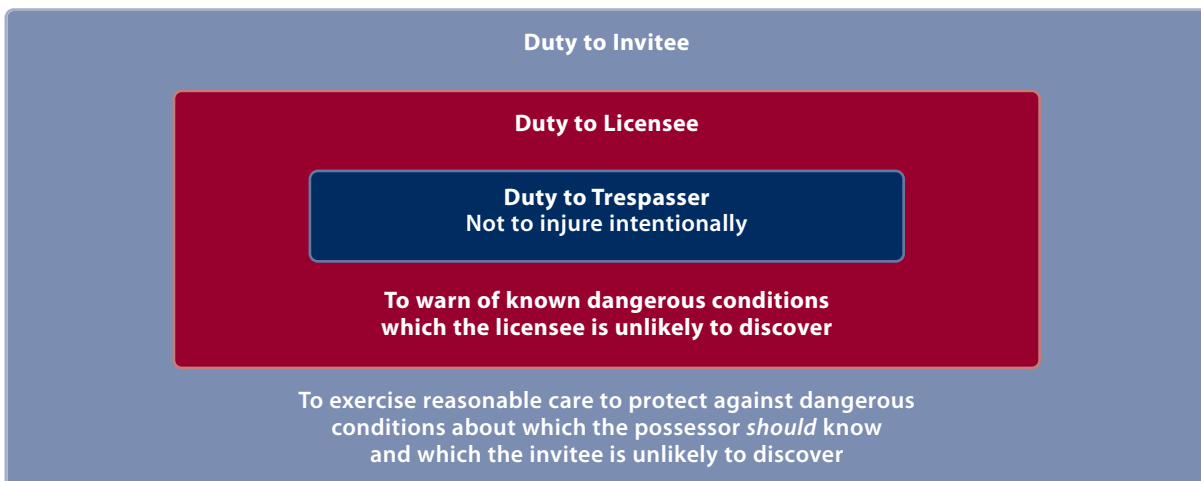 Duty to Invitee
Duty to Licensee
Duty to Trespasser
Not to injure intentionally
To warn of known dangerous conditions
which the licensee is unlikely to discover
To exercise reasonable care to protect against dangerous
conditions about which the possessor should know
and which the invitee is unlikely to discover